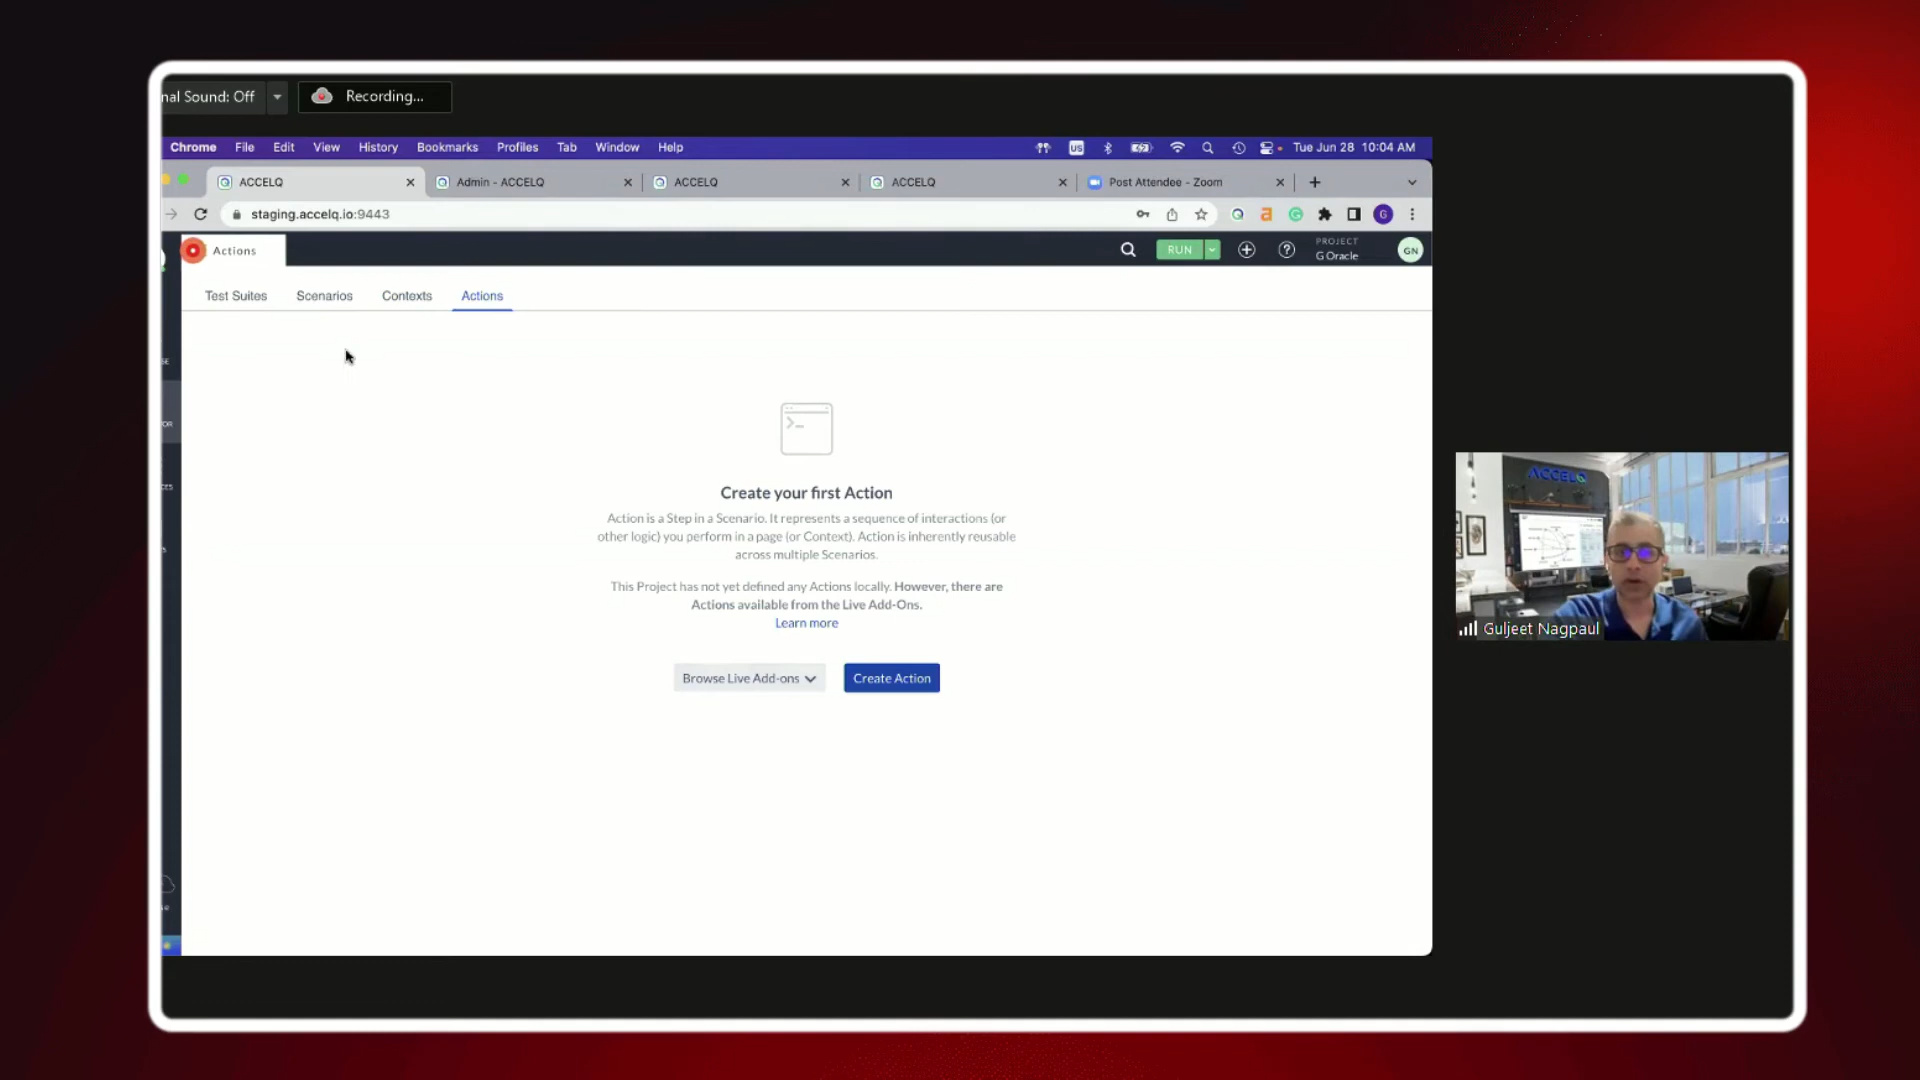 nal Sound: Off
Recording...
Chrome File Edit View History Bookmarks Profiles Tab Window Help US Tue Jun 28 10:04 AM
ACCELQ Admin - ACCELQ ACCELQ ACCELQ Post Attendee - Zoom
staging.accelq.io:9443 G
Actions RUN PROJECT
G Oracle GN
Test Suites Scenarios Contexts Actions
SE
OR
CES
S
>_
Create your first Action
Action is a Step in a Scenario. It represents a sequence of interactions (or
other logic) you perform in a page (or Context). Action is inherently reusable
across multiple Scenarios.
This Project has not yet defined any Actions locally. However, there are
Actions available from the Live Add-Ons.
Learn more
Browse Live Add-ons Create Action
ACCELQ
Guljeet Nagpaul